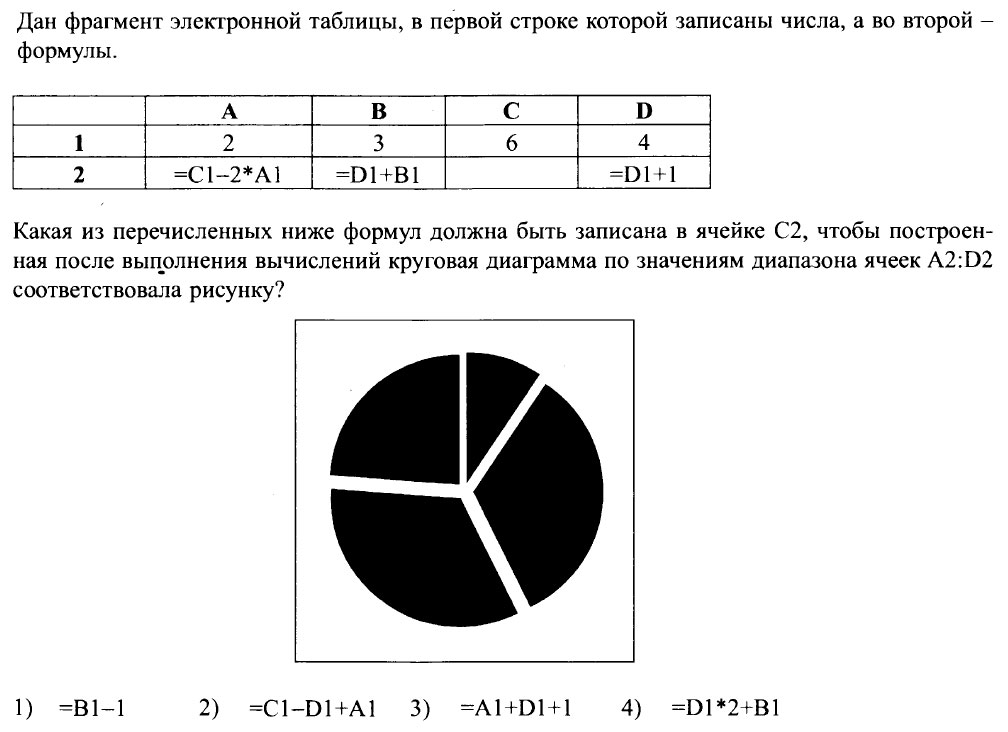 Дан фрагмент электронной таблицы, в первой строке которой записаны числа, а во второй –
формулы.
A B C D
1 2 3 6 4
2 =C1–2*A1 =D1+B1 =D1+1
Какая из перечисленных ниже формул должна быть записана в ячейке C2, чтобы построен-
ная после выполнения вычислений круговая диаграмма по значениям диапазона ячеек A2:D2
соответствовала рисунку?
1) =B1–1 2) =C1–D1+A1 3) =A1+D1+1 4) =D1*2+B1